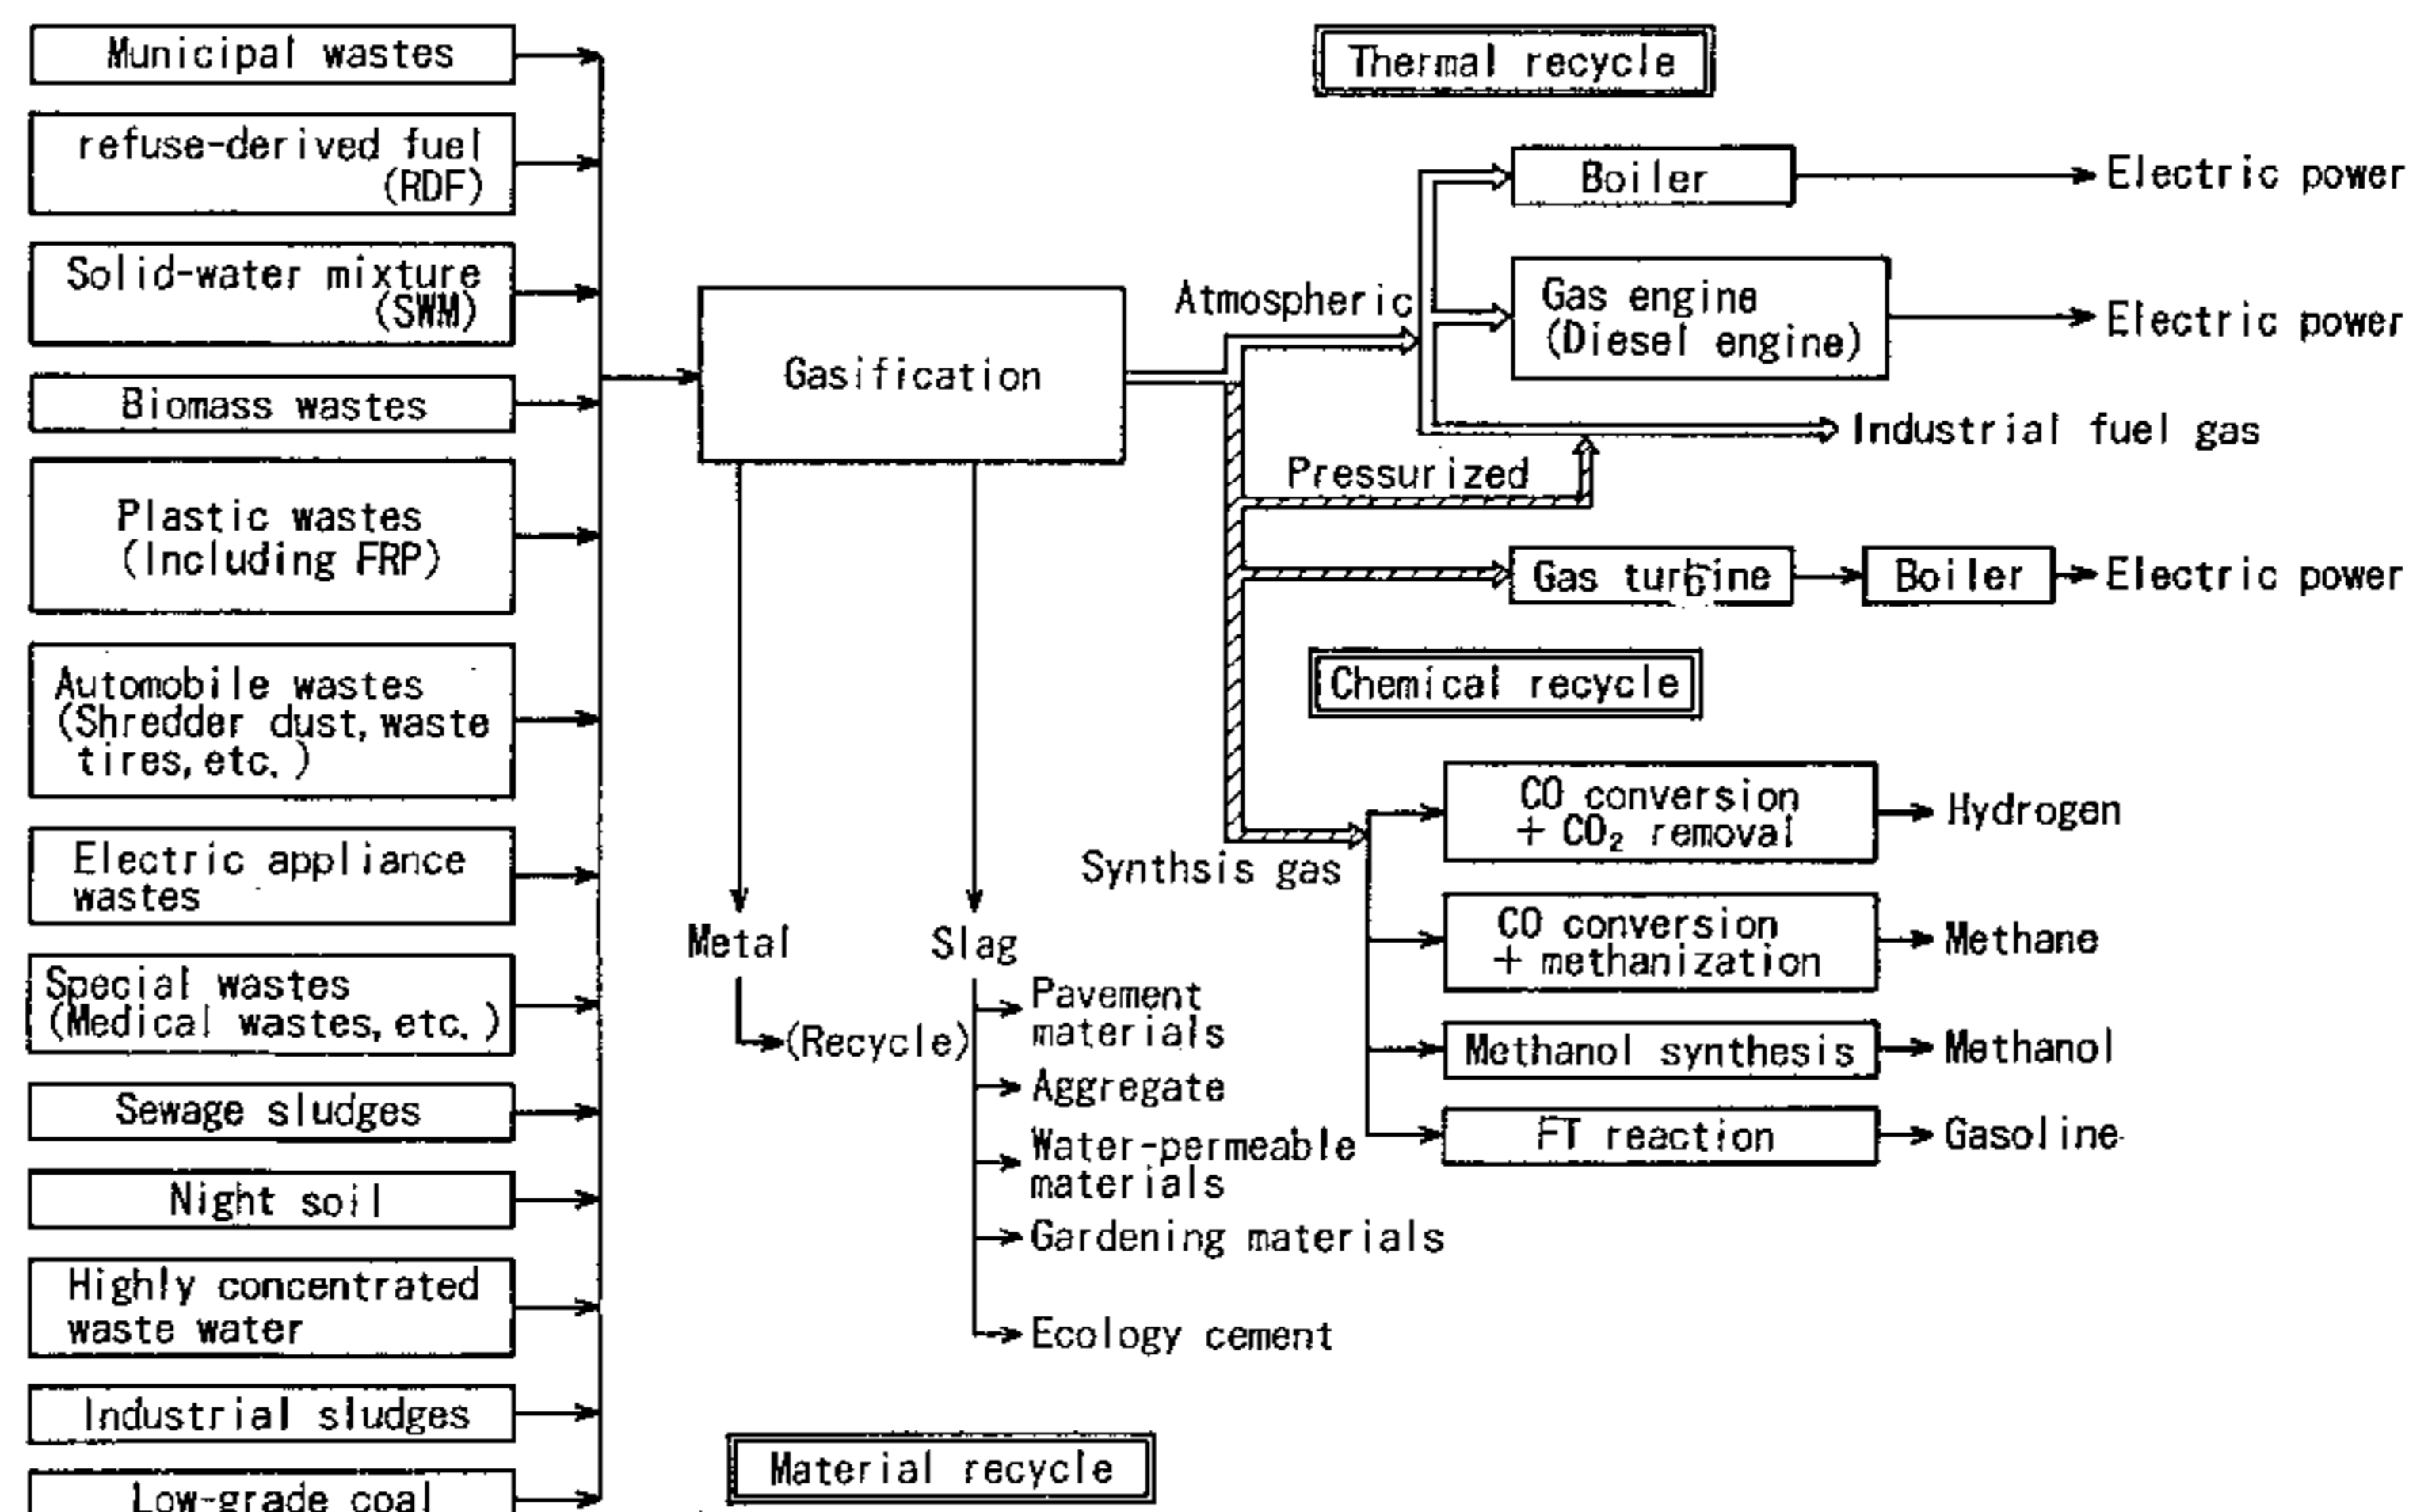 Municipal wastes
refuse-derived fuel
(RDF)
Solid-water mixture
(SWM)
Biomass wastes
Plastic wastes
(Including FRP)
Automobile wastes
(Shredder dust, waste
tires, etc.)
Electric appliance
wastes
Special wastes
(Medical wastes, etc.)
Sewage sludges
Night soil
Highly concentrated
waste water
Industrial sludges
Low-grade coal
Gasification
Metal
(Recycle)
Slag
Pavement
materials
Aggregate
Water-permeable
materials
Gardening materials
Ecology cement
Material recycle
Thermal recycle
Atmospheric
Boiler
Electric power
Gas engine
(Diesel engine)
Electric power
Industrial fuel gas
Pressurized
Gas turbine
Boiler
Electric power
Chemical recycle
Synthsis gas
CO conversion
+ CO₂ removal
Hydrogen
CO conversion
+ methanization
Methane
Methanol synthesis
Methanol
FT reaction
Gasoline